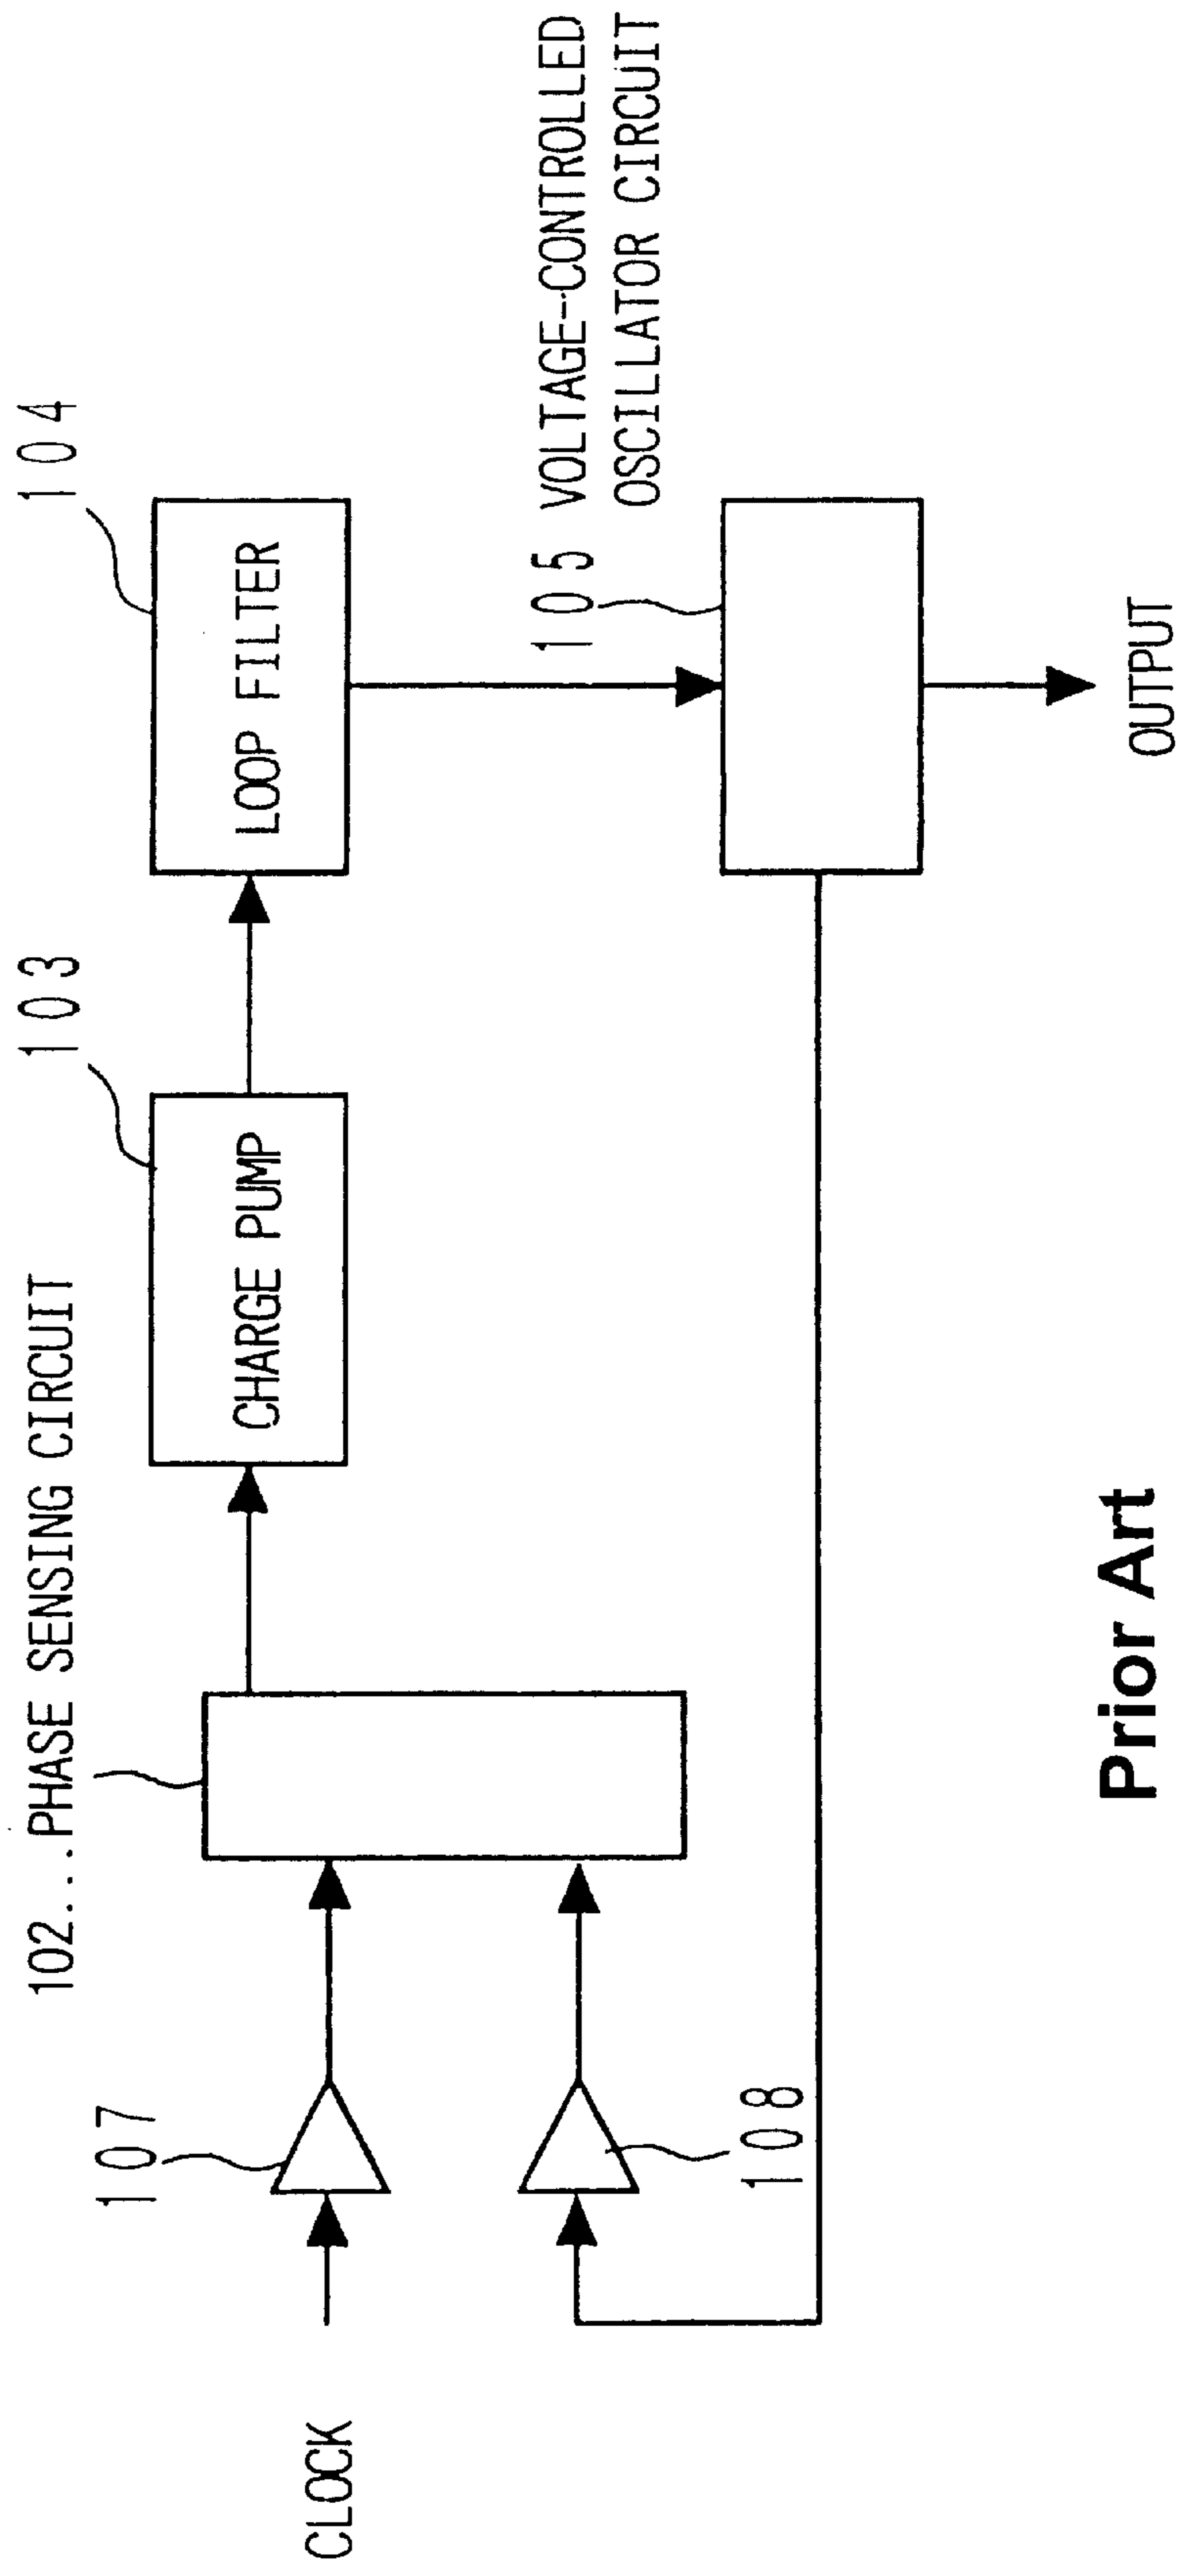 102...PHASE SENSING CIRCUIT
103
104
107
CHARGE PUMP
LOOP FILTER
CLOCK
105
VOLTAGE-CONTROLLED
OSCILLATOR CIRCUIT
108
OUTPUT
Prior Art